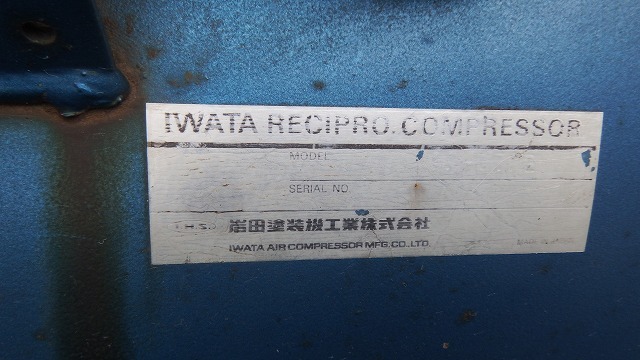 IWATA RECIPRO. COMPRESSOR
MODEL
SERIAL NO
岩田塗装機工業株式会社
IWATA AIR COMPRESSOR MFG.CO.,LTD.